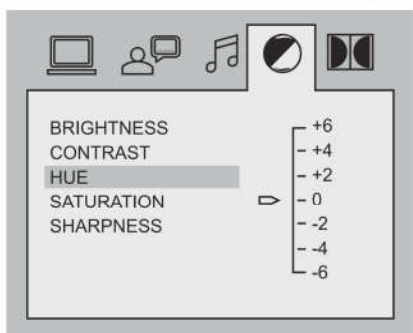 BRIGHTNESS
CONTRAST
HUE
SATURATION
SHARPNESS
+6
+4
+2
0
-2
-4
-6